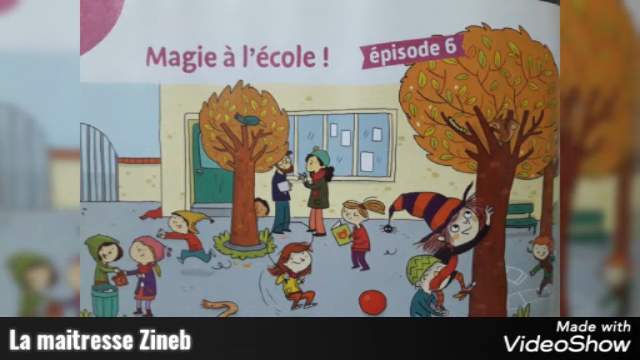 Magie à l'école !
épisode 6
La maitresse Zineb
Made with
VideoShow